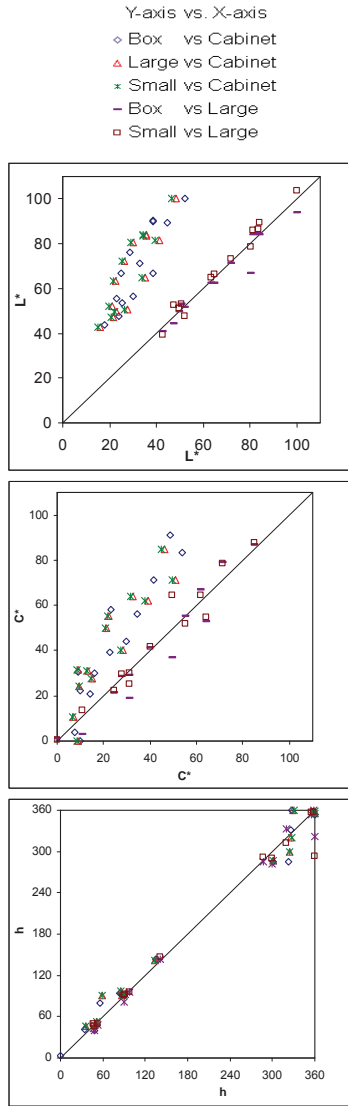 Y-axis vs. X-axis
Box vs Cabinet
Large vs Cabinet
Small vs Cabinet
Box vs Large
Small vs Large
100
80
60
40
20
0
L*
0 20 40 60 80 100
L*
100
80
60
40
20
0
C*
0 20 40 60 80 100
C*
360
300
240
180
120
60
0
h
0 60 120 180 240 300 360
h